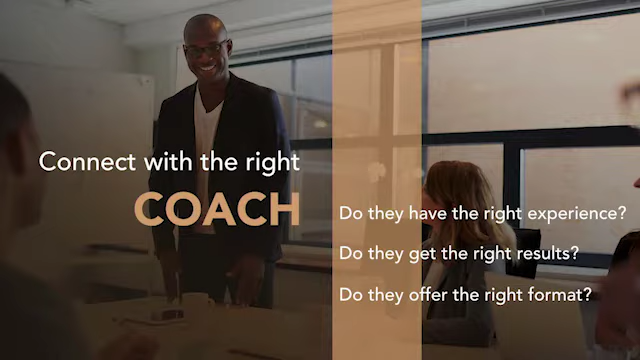 Connect with the right
COACH
Do they have the right experience?
Do they get the right results?
Do they offer the right format?